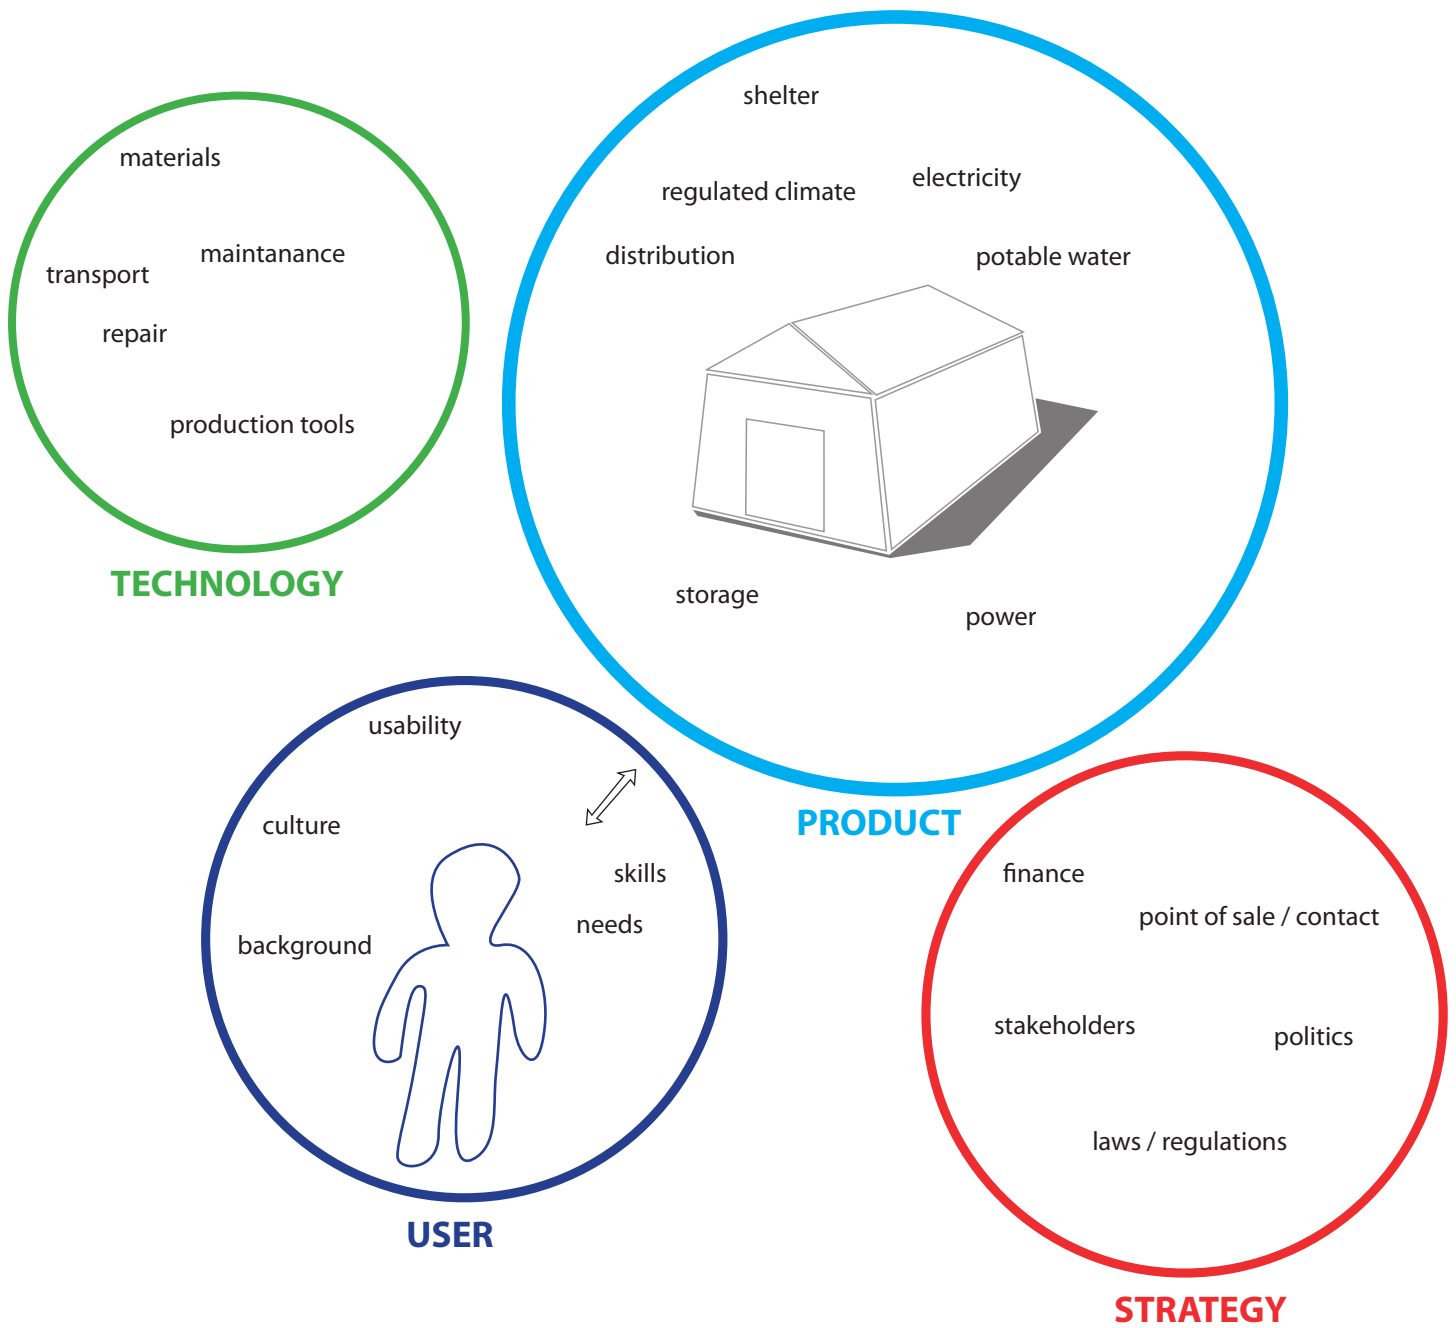 materials
maintanance
transport
repair
production tools
TECHNOLOGY
shelter
electricity
regulated climate
distribution
potable water
storage
power
PRODUCT
usability
culture
skills
needs
background
USER
finance
point of sale / contact
stakeholders
politics
laws / regulations
STRATEGY